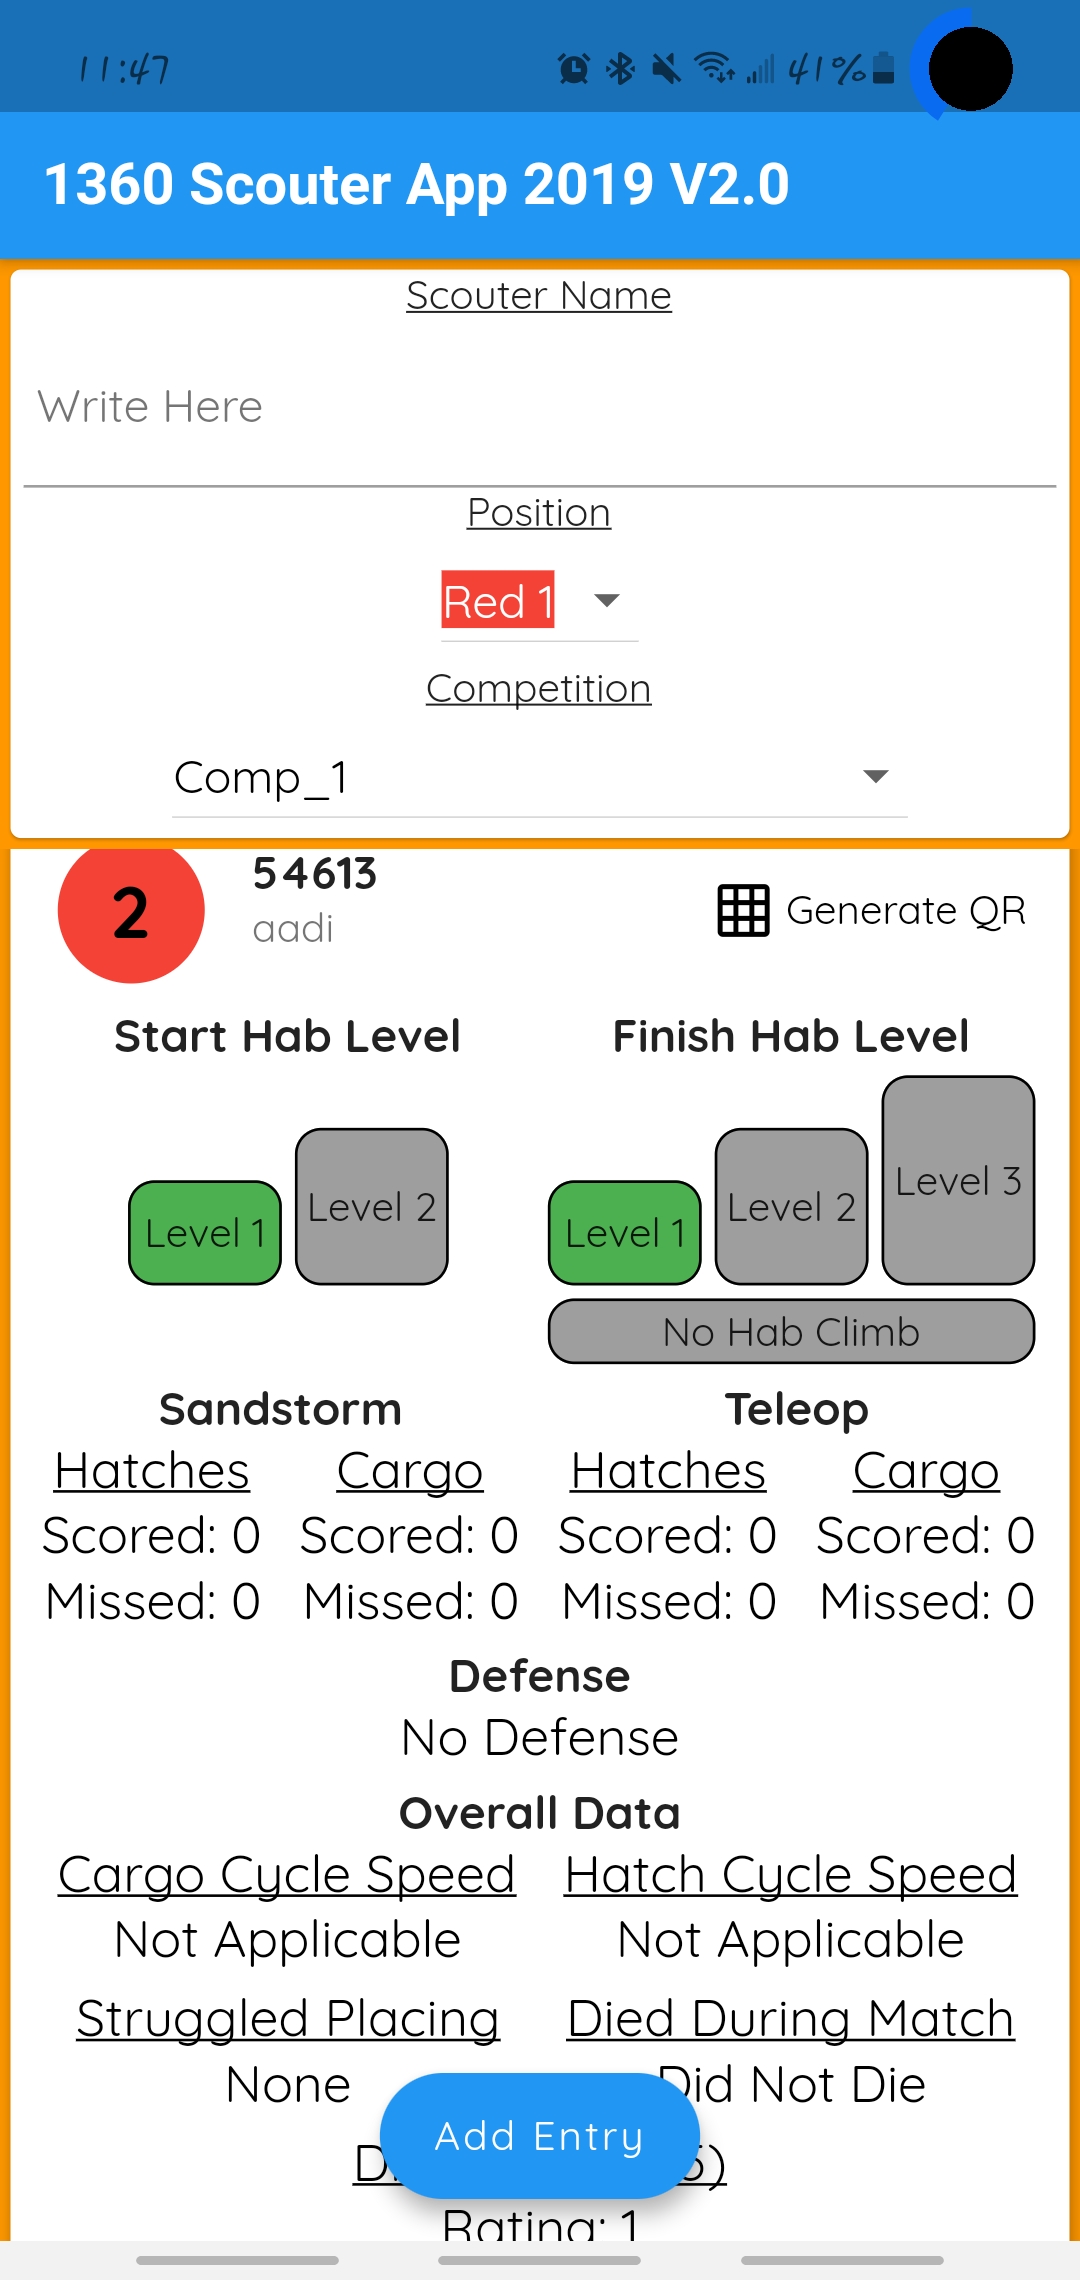 11:47 41%
1360 Scouter App 2019 V2.0
Scouter Name
Write Here
Position
Red 1
Competition
Comp_1
2 54613 Generate QR
aadi
Start Hab Level Finish Hab Level
Level 1 Level 2 Level 1 Level 2 Level 3
No Hab Climb
Sandstorm Teleop
Hatches Cargo Hatches Cargo
Scored: 0 Scored: 0 Scored: 0 Scored: 0
Missed: 0 Missed: 0 Missed: 0 Missed: 0
Defense
No Defense
Overall Data
Cargo Cycle Speed Hatch Cycle Speed
Not Applicable Not Applicable
Struggled Placing Died During Match
None Did Not Die
Add Entry
Rating: 1